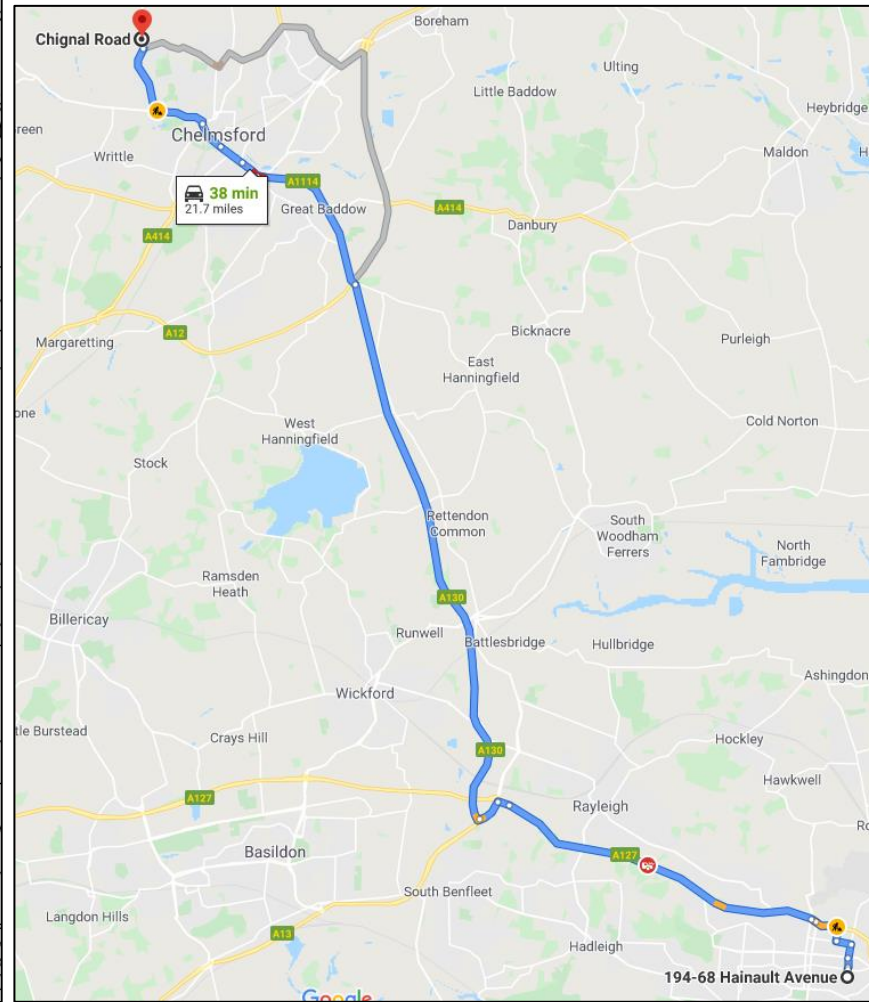 Boreham
Chignal Road
Ulting
Little Baddow
Heybridge
Chelmsford
Writtle
Maldon
38 min
21.7 miles
A1114
Great Baddow
A414
Danbury
A414
Bicknacre
A12
Margaretting
Purleigh
East
Hanningfield
West
Hanningfield
Cold Norton
Stock
Rettendon
Common
South
Woodham
Ferrers
North
Fambridge
Ramsden
Heath
A130
Billericay
Runwell
Battlesbridge
Hullbridge
Ashingdon
Wickford
tle Burstead
Crays Hill
A130
Hockley
Hawkwell
A127
Rayleigh
Basildon
A127
South Benfleet
Langdon Hills
A13
Hadleigh
194-68 Hainault Avenue
Google